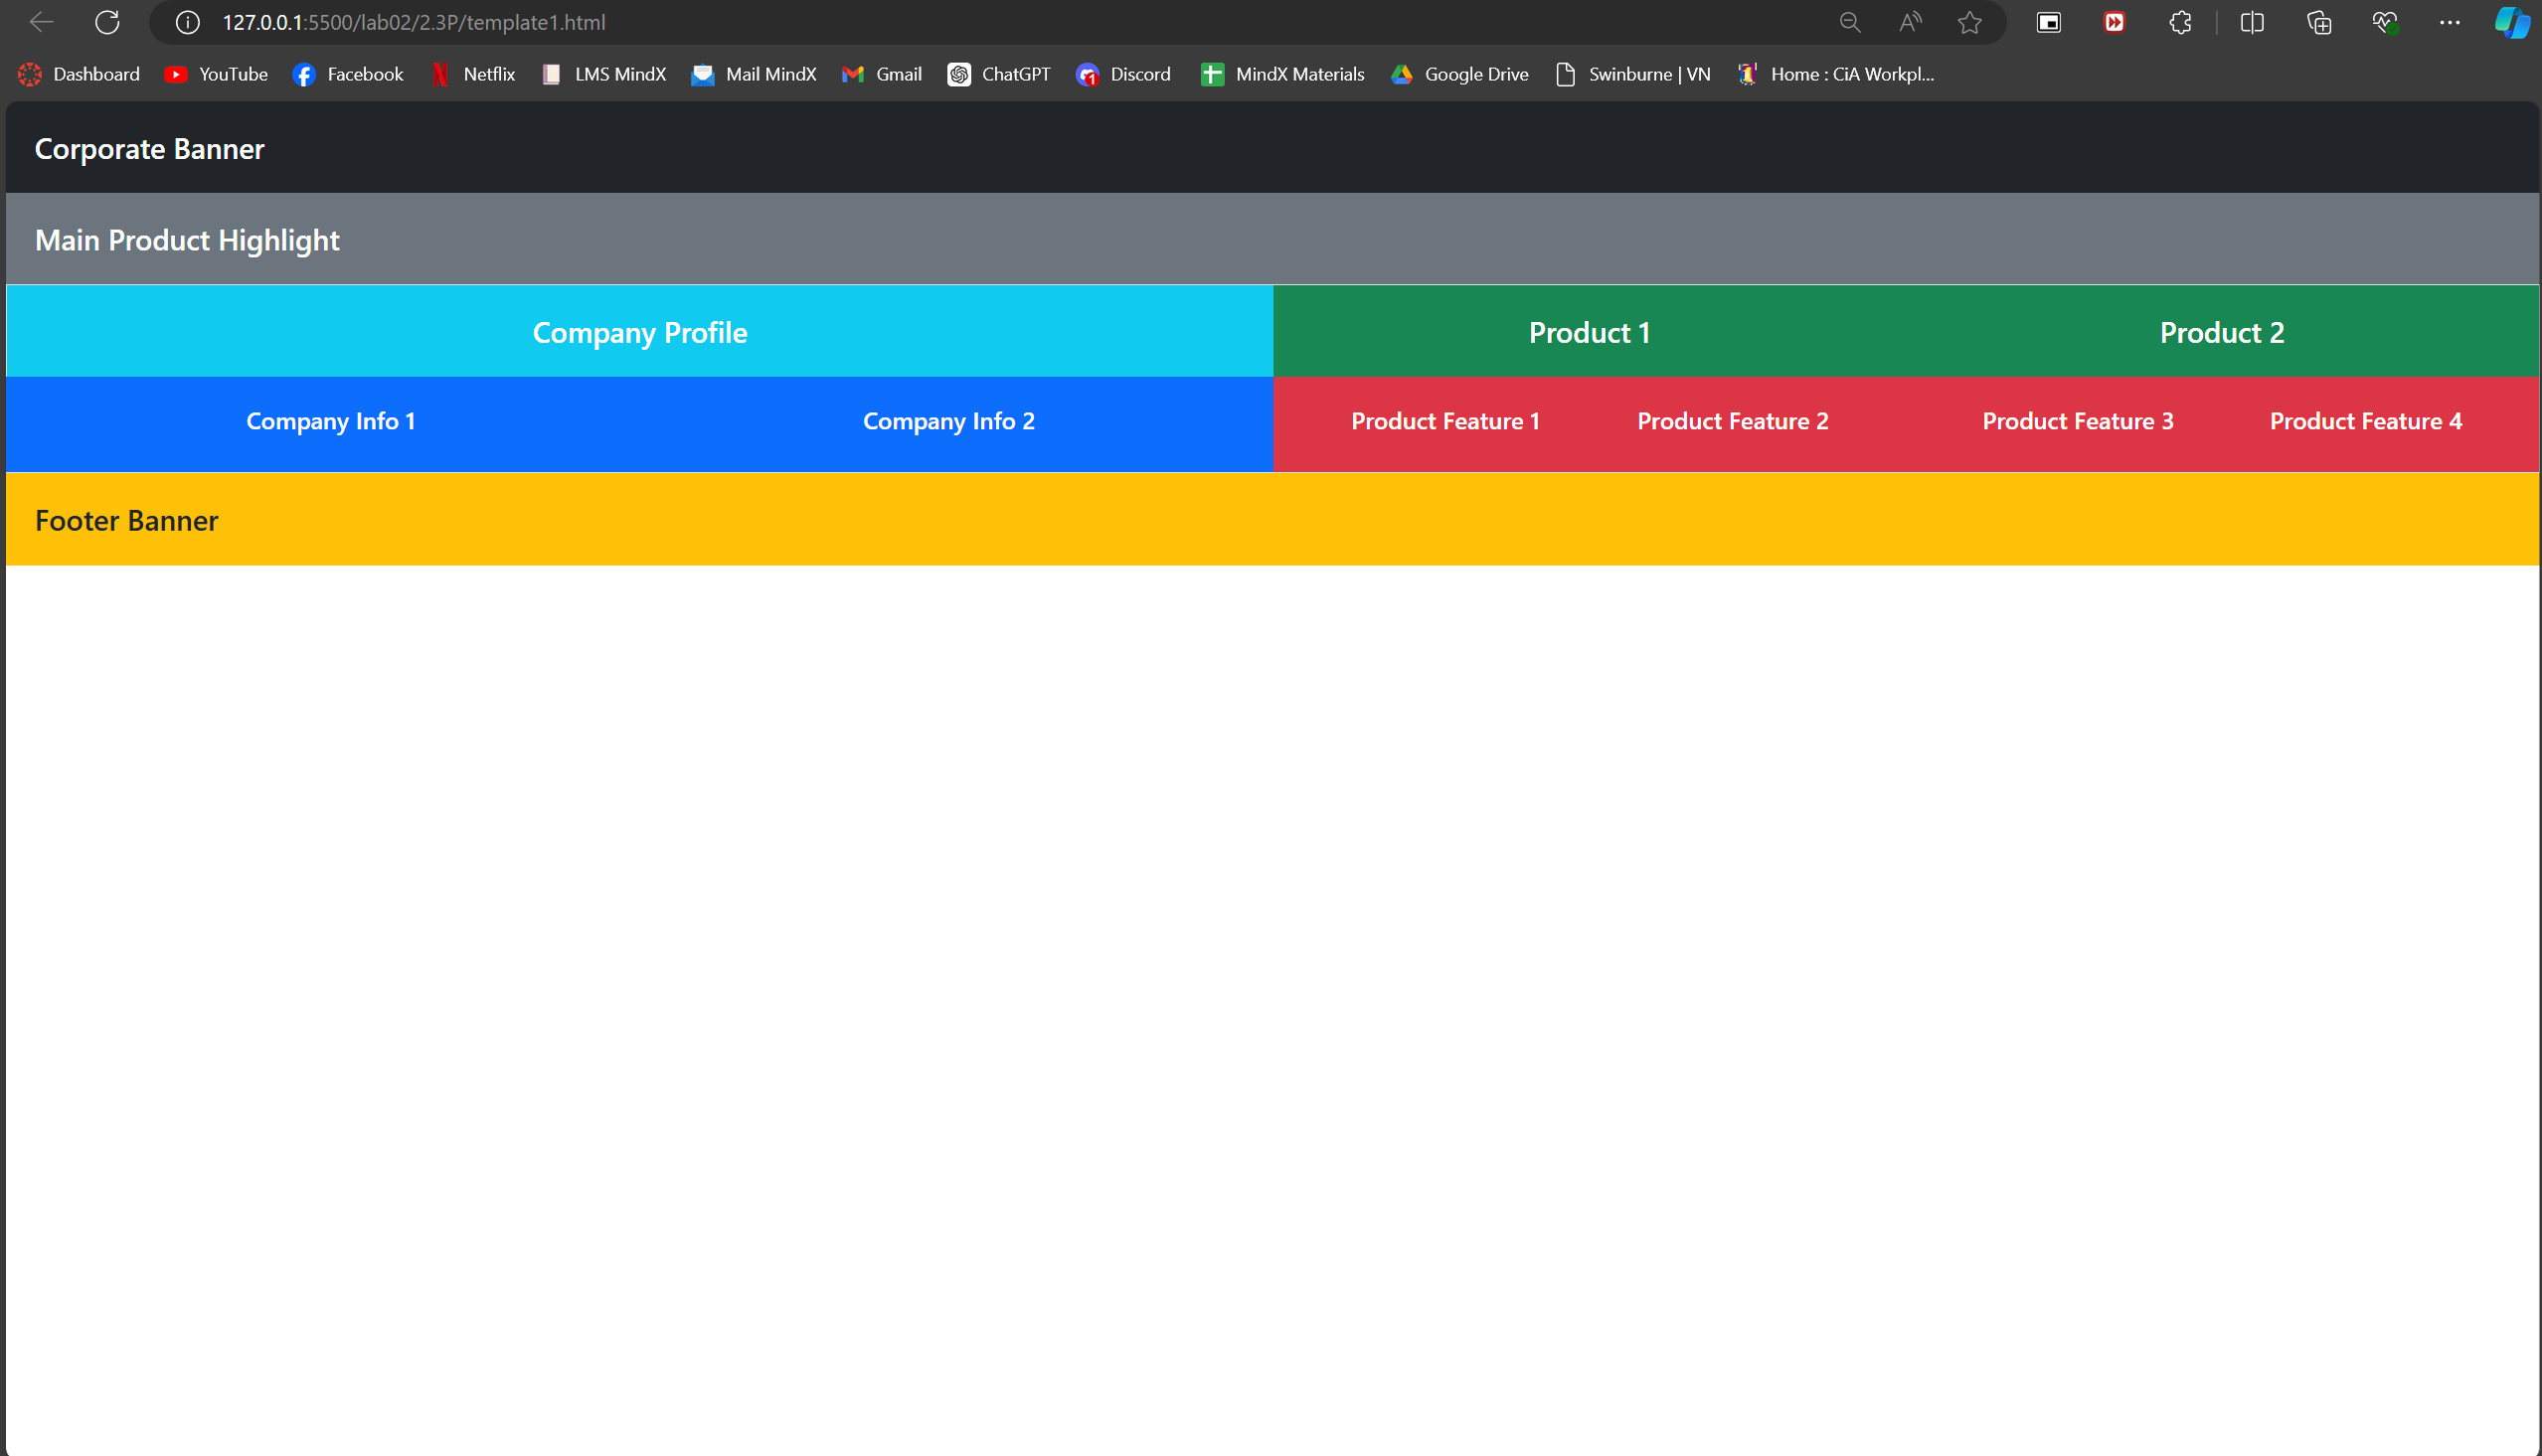 127.0.0.1:5500/lab02/2.3P/template1.html
Dashboard YouTube Facebook Netflix LMS MindX Mail MindX Gmail ChatGPT 1 Discord MindX Materials Google Drive Swinburne | VN Home : CiA Workpl...
Corporate Banner
Main Product Highlight
Company Profile Product 1 Product 2
Company Info 1 Company Info 2 Product Feature 1 Product Feature 2 Product Feature 3 Product Feature 4
Footer Banner